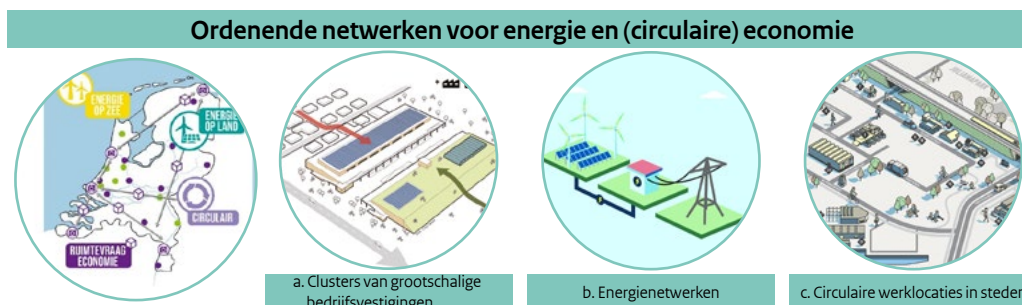 Ordenende netwerken voor energie en (circulaire) economie
ENERGIE
OP ZEE
ENERGIE
OP LAND
CIRCULAIR
RUIMTEVRAAG
ECONOMIE
a. Clusters van grootschalige
bedrijfsvestigingen
b. Energienetwerken
c. Circulaire werklocaties in steden